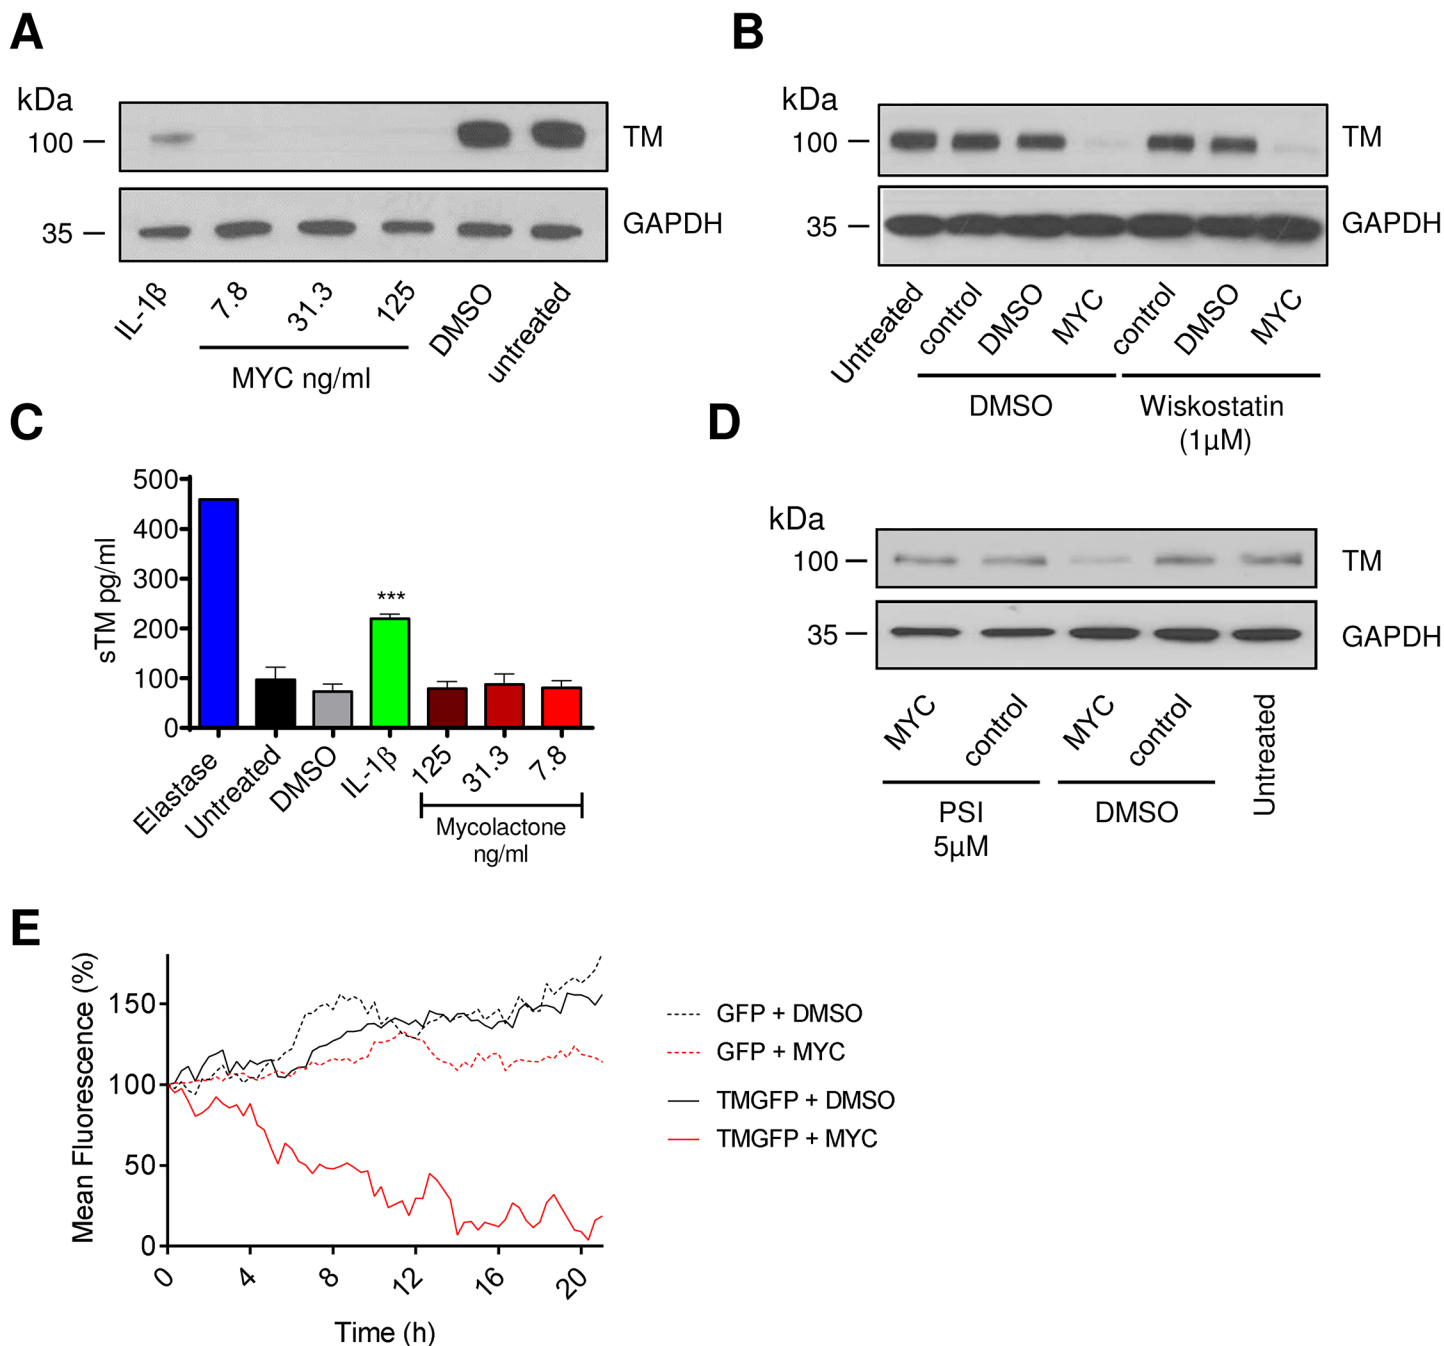 A
kDa
100
TM
35
GAPDH
IL-1β
7.8
31.3
125
DMSO
untreated
MYC ng/ml
B
kDa
100
TM
35
GAPDH
Untreated
control
DMSO
MYC
control
DMSO
MYC
DMSO
Wiskostatin
(1µM)
C
500
400
300
200
100
0
sTM pg/ml
***
Elastase
Untreated
DMSO
IL-1β
125
31.3
7.8
Mycolactone
ng/ml
D
kDa
100
TM
35
GAPDH
MYC
control
MYC
control
Untreated
PSI
5µM
DMSO
E
Mean Fluorescence (%)
150
100
50
0
0
4
8
12
16
20
Time (h)
GFP + DMSO
GFP + MYC
TMGFP + DMSO
TMGFP + MYC